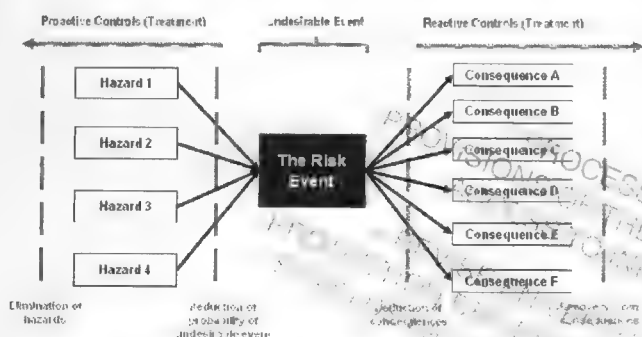 Proactive Controls (Treatment)
Undesirable Event
Reactive Controls (Treatment)
Hazard 1
Hazard 2
Hazard 3
Hazard 4
The Risk
Event
Consequence A
Consequence B
Consequence C
Consequence D
Consequence E
Consequence F
Elimination of
hazards
Reduction of
probability of
undesirable event
Reduction of
consequences